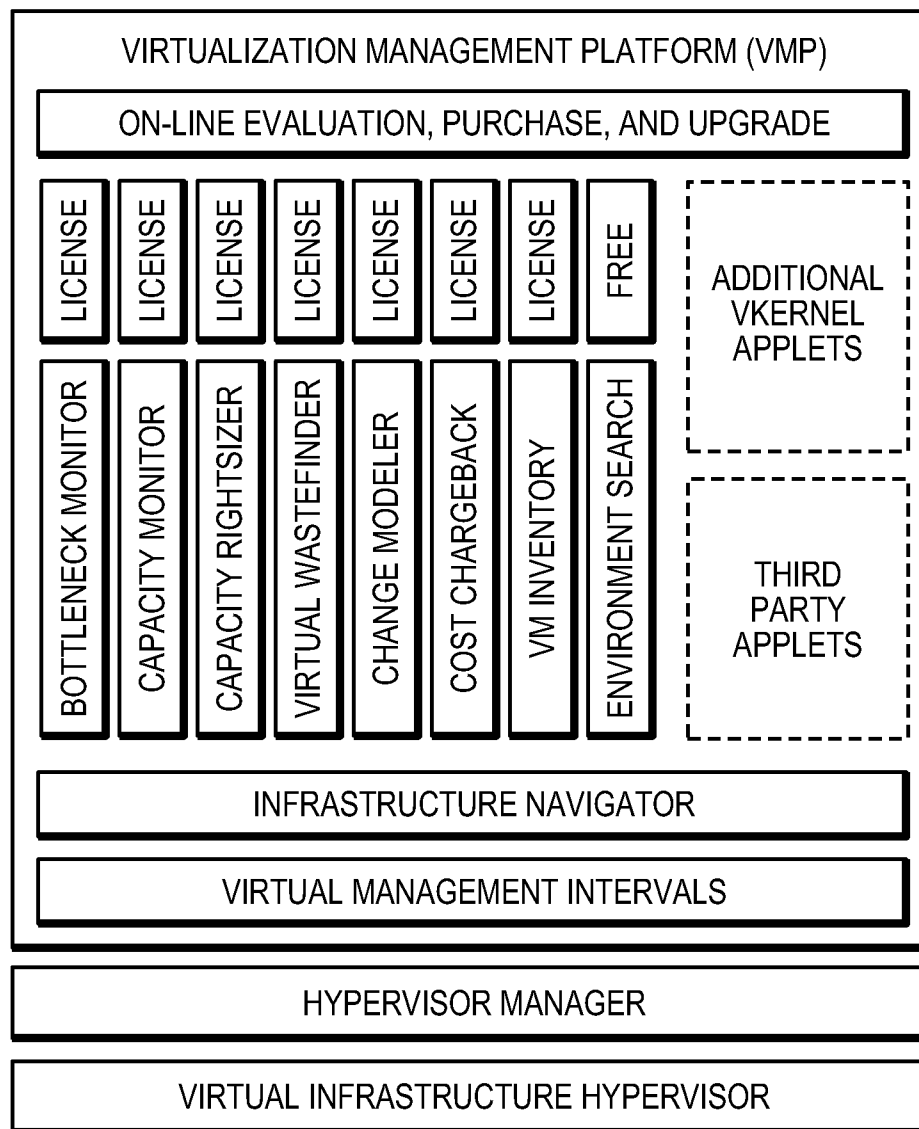 VIRTUALIZATION MANAGEMENT PLATFORM (VMP)
ON-LINE EVALUATION, PURCHASE, AND UPGRADE
LICENSE
LICENSE
LICENSE
LICENSE
LICENSE
LICENSE
LICENSE
FREE
ADDITIONAL
VKERNEL
APPLETS
BOTTLENECK MONITOR
CAPACITY MONITOR
CAPACITY RIGHTSIZER
VIRTUAL WASTEFINDER
CHANGE MODELER
COST CHARGEBACK
VM INVENTORY
ENVIRONMENT SEARCH
THIRD
PARTY
APPLETS
INFRASTRUCTURE NAVIGATOR
VIRTUAL MANAGEMENT INTERVALS
HYPERVISOR MANAGER
VIRTUAL INFRASTRUCTURE HYPERVISOR